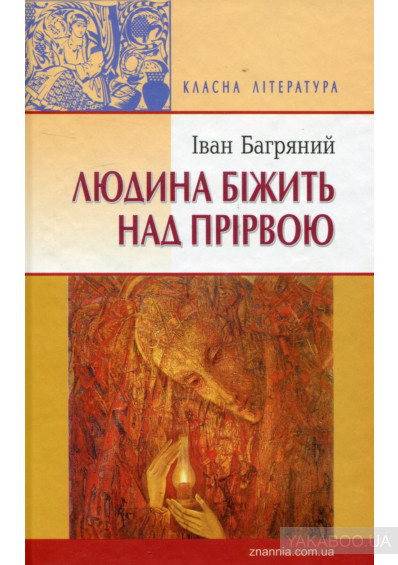 КЛАСНА ЛІТЕРАТУРА
Іван Багряний
ЛЮДИНА БІЖИТЬ
НАД ПРІРВОЮ
YAKABOO.UA
znannia.com.ua